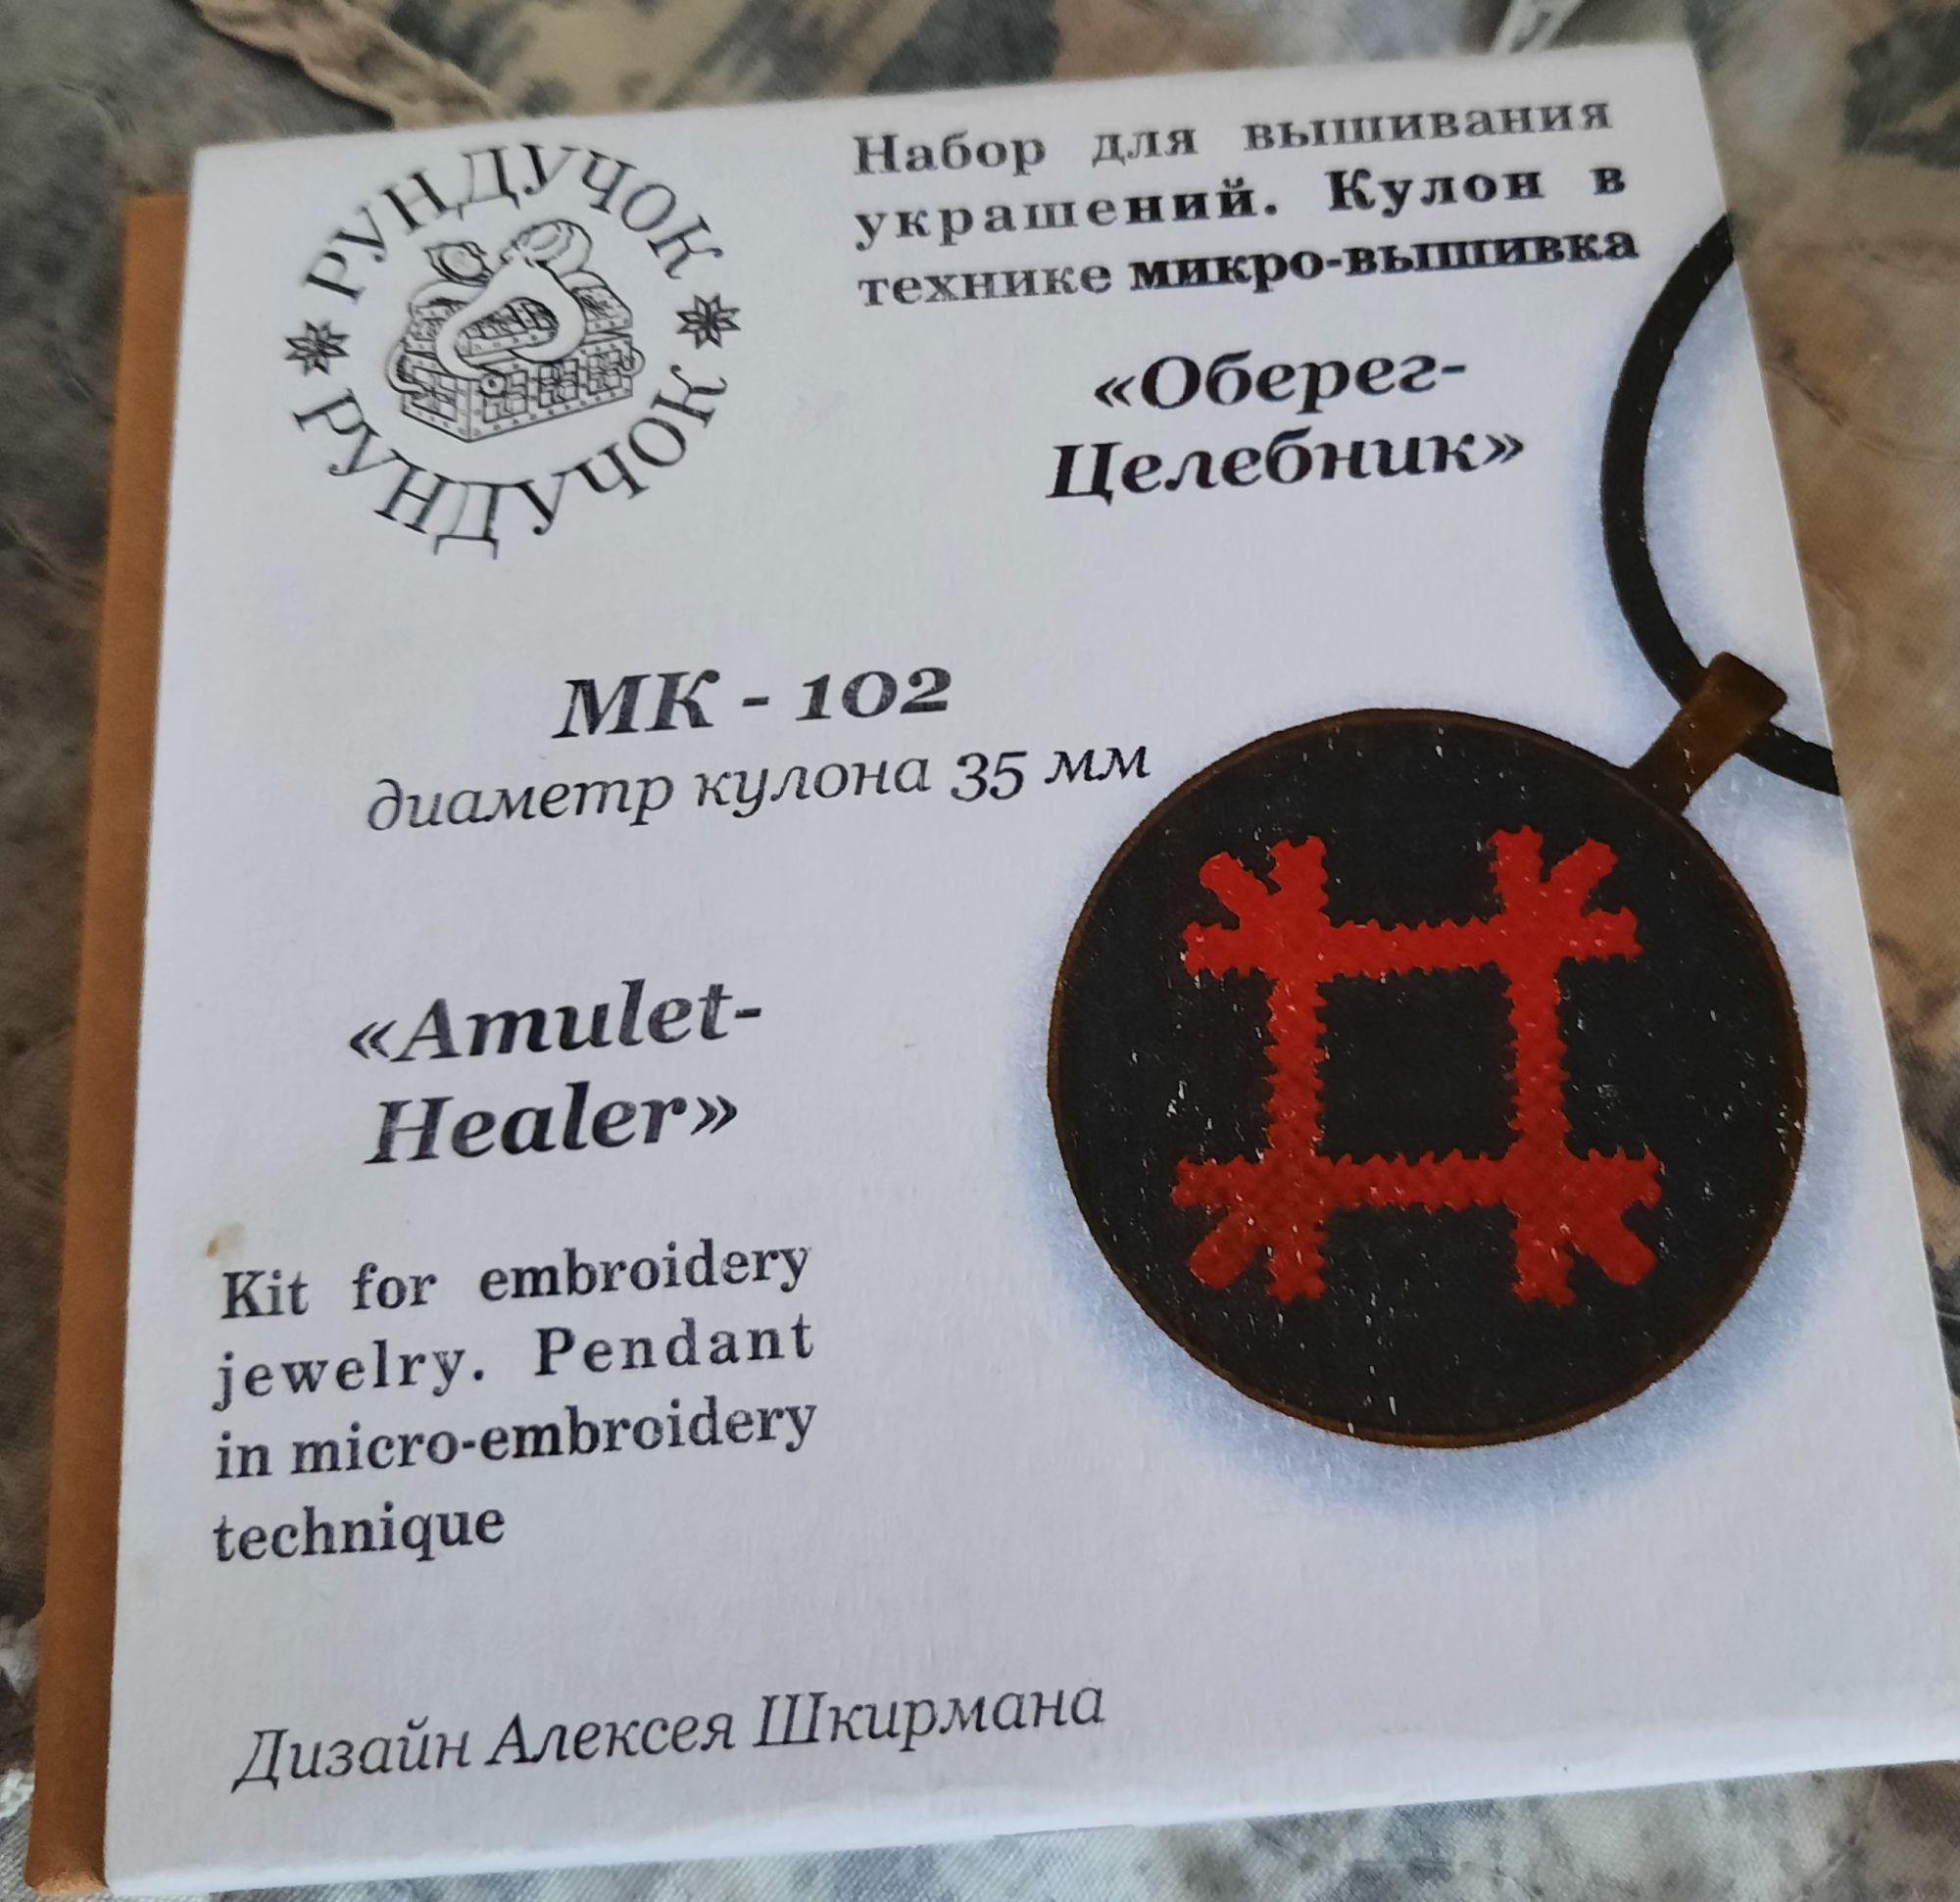 РУНДУЧОК
РУНДУЧОК
Набор для вышивания
украшений. Кулон в
технике микро-вышивка
«Оберег-
Целебник»
МК - 102
диаметр кулона 35 мм
«Amulet-
Healer»
Kit for embroidery
jewelry. Pendant
in micro-embroidery
technique
Дизайн Алексея Шкирмана